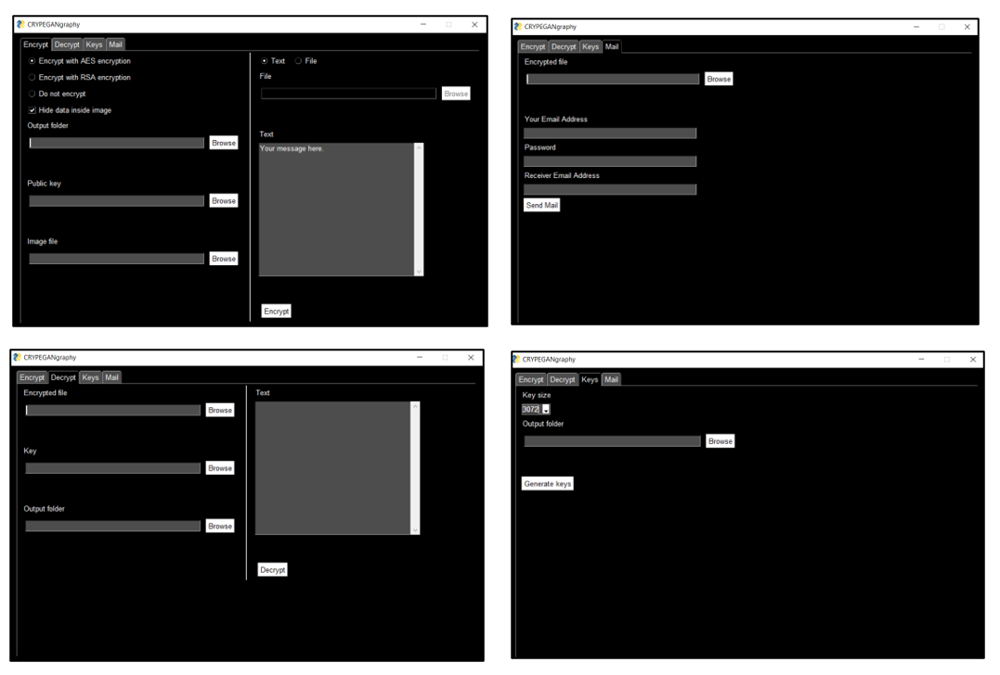 CRYPEGANgraphy
Encrypt Decrypt Keys Mail
Encrypt with AES encryption
Encrypt with RSA encryption
Do not encrypt
Hide data inside image
Output folder
Browse
Public key
Browse
Image file
Browse
Text File
File
Browse
Text
Your message here.
Encrypt
CRYPEGANgraphy
Encrypt Decrypt Keys Mail
Encrypted file
Browse
Your Email Address
Password
Receiver Email Address
Send Mail
CRYPEGANgraphy
Encrypt Decrypt Keys Mail
Encrypted file
Browse
Key
Browse
Output folder
Browse
Text
Decrypt
CRYPEGANgraphy
Encrypt Decrypt Keys Mail
Key size
3072
Output folder
Browse
Generate keys